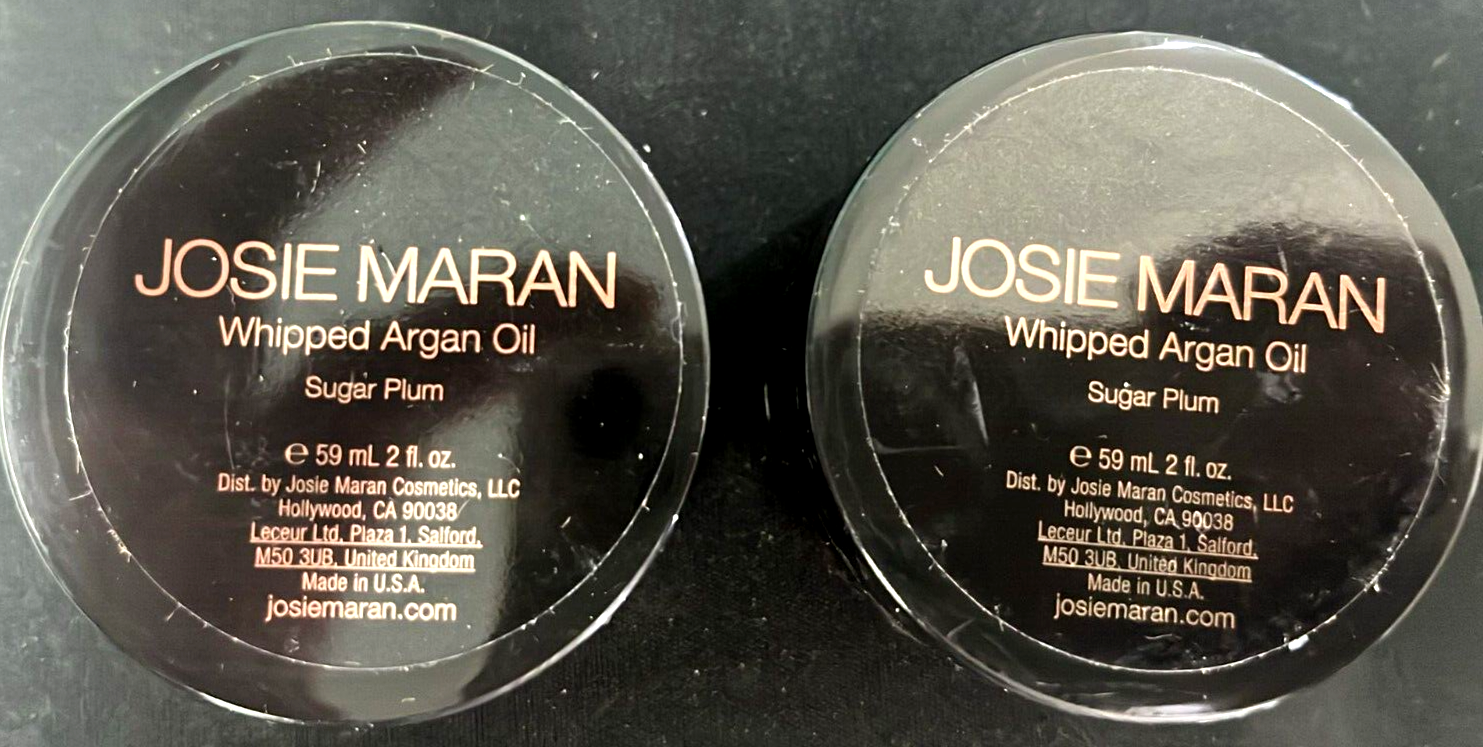 JOSIE MARAN
Whipped Argan Oil
Sugar Plum
℮ 59 mL 2 fl. oz.
Dist. by Josie Maran Cosmetics, LLC
Hollywood, CA 90038
Leceur Ltd. Plaza 1, Salford,
M50 3UB, United Kingdom
Made in U.S.A.
josiemaran.com
JOSIE MARAN
Whipped Argan Oil
Sugar Plum
℮ 59 mL 2 fl. oz.
Dist. by Josie Maran Cosmetics, LLC
Hollywood, CA 90038
Leceur Ltd. Plaza 1, Salford,
M50 3UB, United Kingdom
Made in U.S.A.
josiemaran.com